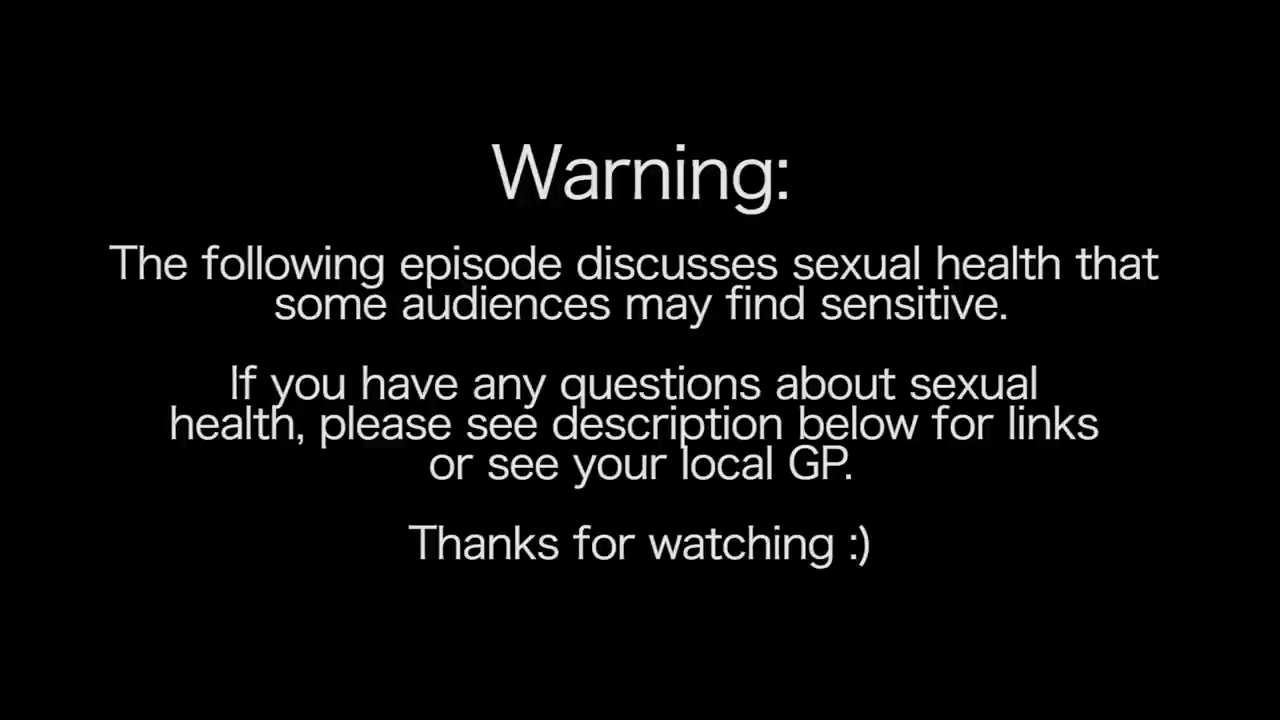 Warning:
The following episode discusses sexual health that
some audiences may find sensitive.
If you have any questions about sexual
health, please see description below for links
or see your local GP.
Thanks for watching :)